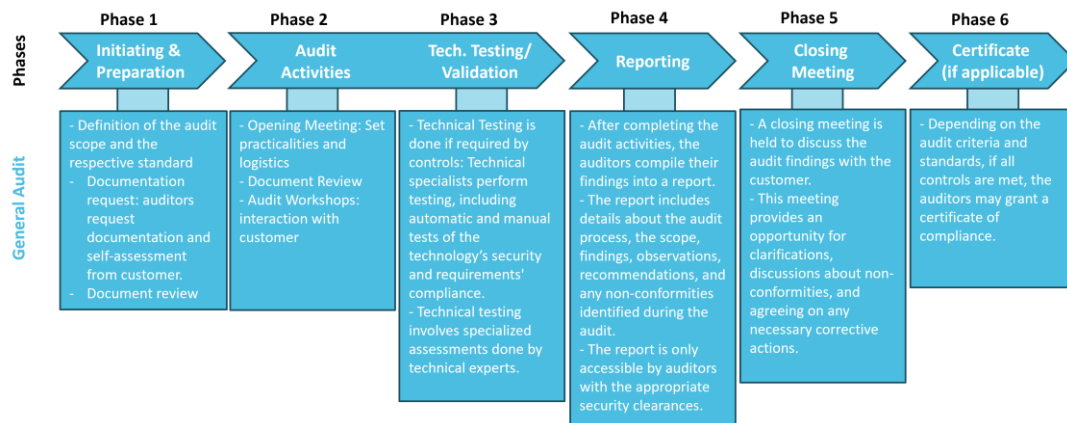 Phase 1
Phase 2
Phase 3
Phase 4
Phase 5
Phase 6
Phases
Initiating &
Preparation
Audit
Activities
Tech. Testing/
Validation
Reporting
Closing
Meeting
Certificate
(if applicable)
General Audit
- Definition of the audit
scope and the
respective standard
- Documentation
request: auditors
request
documentation and
self-assessment
from customer.
- Document review
- Opening Meeting: Set
practicalities and
logistics
- Document Review
- Audit Workshops:
interaction with
customer
- Technical Testing is
done if required by
controls: Technical
specialists perform
testing, including
automatic and manual
tests of the
technology's security
and requirements'
compliance.
- Technical testing
involves specialized
assessments done by
technical experts.
- After completing the
audit activities, the
auditors compile their
findings into a report.
- The report includes
details about the audit
process, the scope,
findings, observations,
recommendations, and
any non-conformities
identified during the
audit.
- The report is only
accessible by auditors
with the appropriate
security clearances.
- A closing meeting is
held to discuss the
audit findings with the
customer.
- This meeting
provides an
opportunity for
clarifications,
discussions about non-
conformities, and
agreeing on any
necessary corrective
actions.
- Depending on the
audit criteria and
standards, if all
controls are met, the
auditors may grant a
certificate of
compliance.